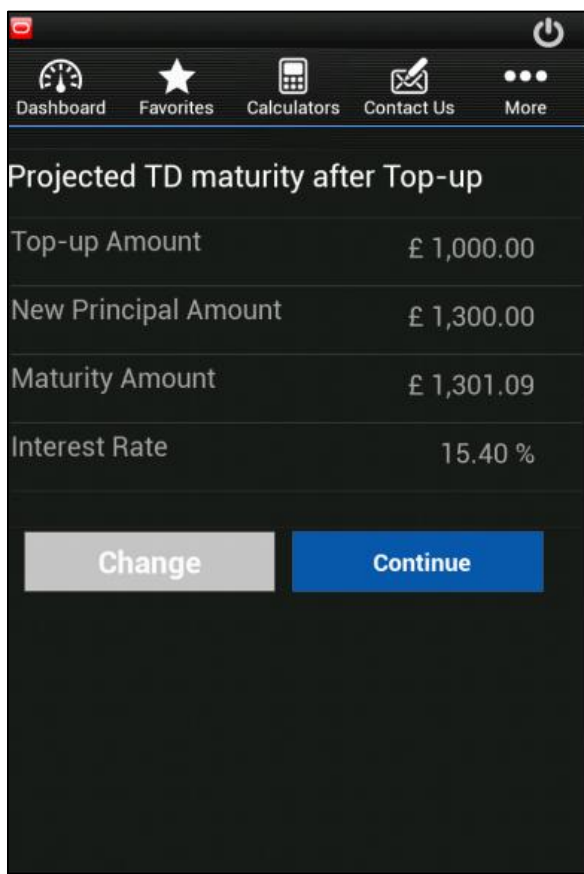 Dashboard Favorites Calculators Contact Us More
Projected TD maturity after Top-up
Top-up Amount £ 1,000.00
New Principal Amount £ 1,300.00
Maturity Amount £ 1,301.09
Interest Rate 15.40 %
Change Continue